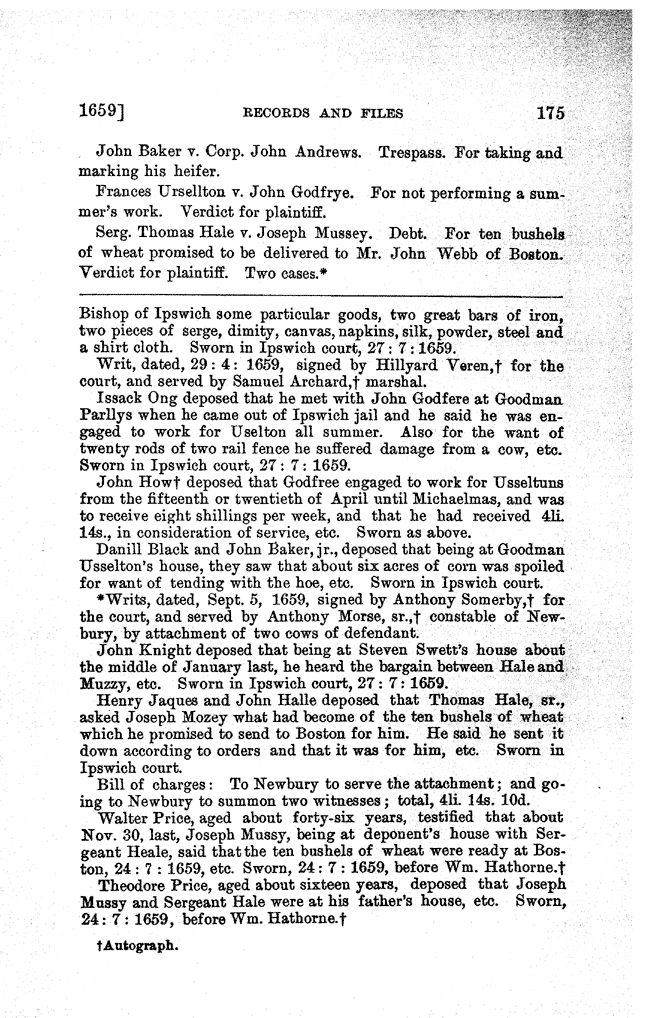 1659] RECORDS AND FILES 175
John Baker v. Corp. John Andrews. Trespass. For taking and
marking his heifer.
Frances Ursellton v. John Godfrye. For not performing a sum-
mer's work. Verdict for plaintiff.
Serg. Thomas Hale v. Joseph Mussey. Debt. For ten bushels
of wheat promised to be delivered to Mr. John Webb of Boston.
Verdict for plaintiff. Two cases.*
Bishop of Ipswich some particular goods, two great bars of iron,
two pieces of serge, dimity, canvas, napkins, silk, powder, steel and
a shirt cloth. Sworn in Ipswich court, 27 : 7 : 1659.
Writ, dated, 29 : 4 : 1659, signed by Hillyard Veren,† for the
court, and served by Samuel Archard,† marshal.
Issack Ong deposed that he met with John Godfere at Goodman
Parllys when he came out of Ipswich jail and he said he was en-
gaged to work for Uselton all summer. Also for the want of
twenty rods of two rail fence he suffered damage from a cow, etc.
Sworn in Ipswich court, 27 : 7 : 1659.
John How† deposed that Godfree engaged to work for Usseltuns
from the fifteenth or twentieth of April until Michaelmas, and was
to receive eight shillings per week, and that he had received 4li.
14s., in consideration of service, etc. Sworn as above.
Danill Black and John Baker, jr., deposed that being at Goodman
Usselton's house, they saw that about six acres of corn was spoiled
for want of tending with the hoe, etc. Sworn in Ipswich court.
*Writs, dated, Sept. 5, 1659, signed by Anthony Somerby,† for
the court, and served by Anthony Morse, sr.,† constable of New-
bury, by attachment of two cows of defendant.
John Knight deposed that being at Steven Swett's house about
the middle of January last, he heard the bargain between Hale and
Muzzy, etc. Sworn in Ipswich court, 27 : 7 : 1659.
Henry Jaques and John Halle deposed that Thomas Hale, sr.,
asked Joseph Mozey what had become of the ten bushels of wheat
which he promised to send to Boston for him. He said he sent it
down according to orders and that it was for him, etc. Sworn in
Ipswich court.
Bill of charges : To Newbury to serve the attachment ; and go-
ing to Newbury to summon two witnesses ; total, 4li. 14s. 10d.
Walter Price, aged about forty-six years, testified that about
Nov. 30, last, Joseph Mussy, being at deponent's house with Ser-
geant Heale, said that the ten bushels of wheat were ready at Bos-
ton, 24 : 7 : 1659, etc. Sworn, 24 : 7 : 1659, before Wm. Hathorne.†
Theodore Price, aged about sixteen years, deposed that Joseph
Mussy and Sergeant Hale were at his father's house, etc. Sworn,
24 : 7 : 1659, before Wm. Hathorne.†
†Autograph.